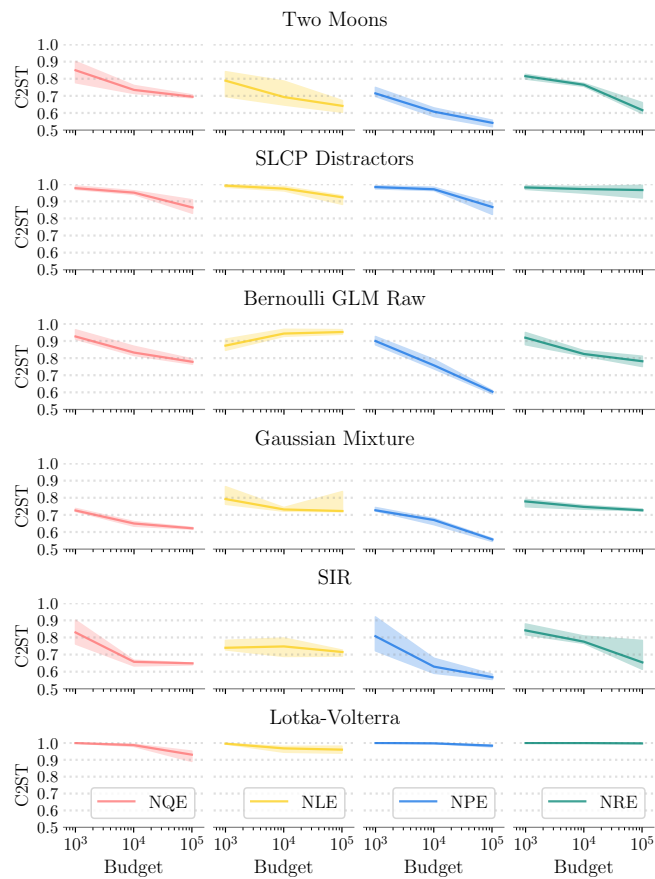 Two Moons
C2ST
1.0
0.9
0.8
0.7
0.6
0.5
SLCP Distractors
C2ST
1.0
0.9
0.8
0.7
0.6
0.5
Bernoulli GLM Raw
C2ST
1.0
0.9
0.8
0.7
0.6
0.5
Gaussian Mixture
C2ST
1.0
0.9
0.8
0.7
0.6
0.5
SIR
C2ST
1.0
0.9
0.8
0.7
0.6
0.5
Lotka-Volterra
C2ST
1.0
0.9
0.8
0.7
0.6
0.5
NQE NLE NPE NRE
10³ 10⁴ 10⁵ 10³ 10⁴ 10⁵ 10³ 10⁴ 10⁵ 10³ 10⁴ 10⁵
Budget Budget Budget Budget